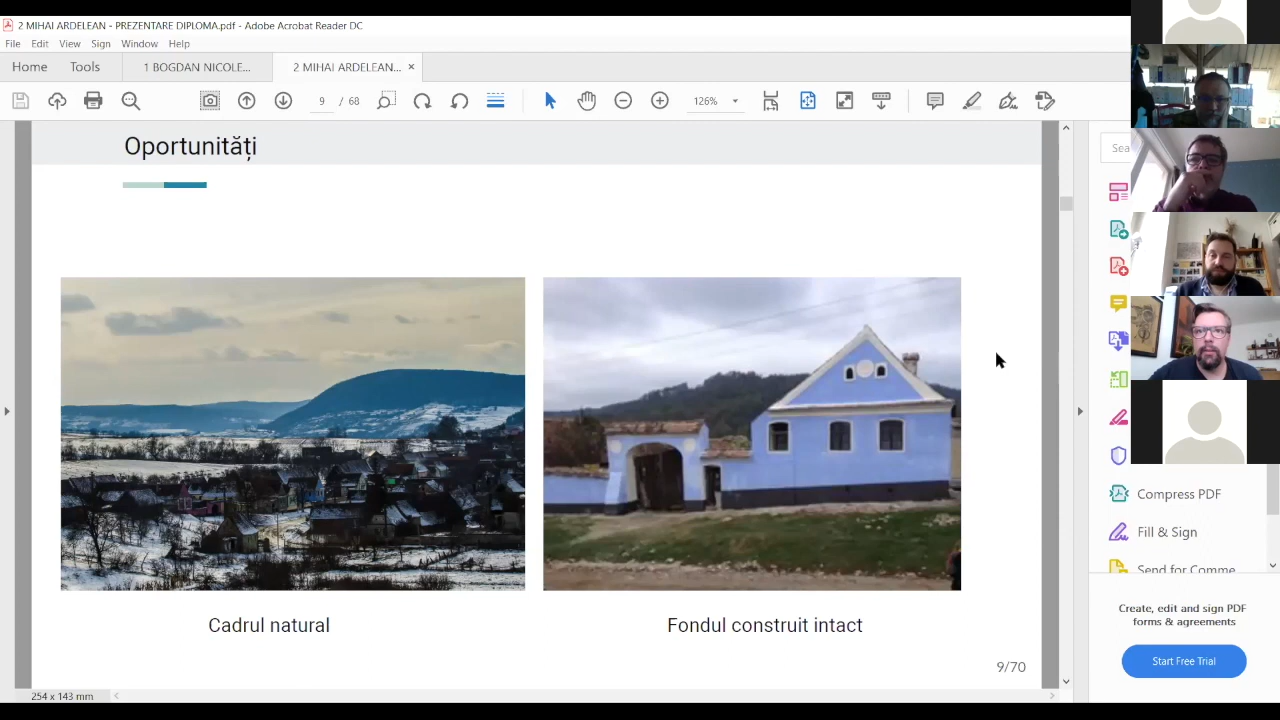 2 MIHAI ARDELEAN - PREZENTARE DIPLOMA.pdf - Adobe Acrobat Reader DC
File Edit View Sign Window Help
Home Tools 1 BOGDAN NICOLE... 2 MIHAI ARDELEAN... ×
9 / 68 126%
Oportunități
Sea
Cadrul natural
Fondul construit intact
9/70
Compress PDF
Fill & Sign
Send for Comme
Create, edit and sign PDF
forms & agreements
Start Free Trial
254 x 143 mm